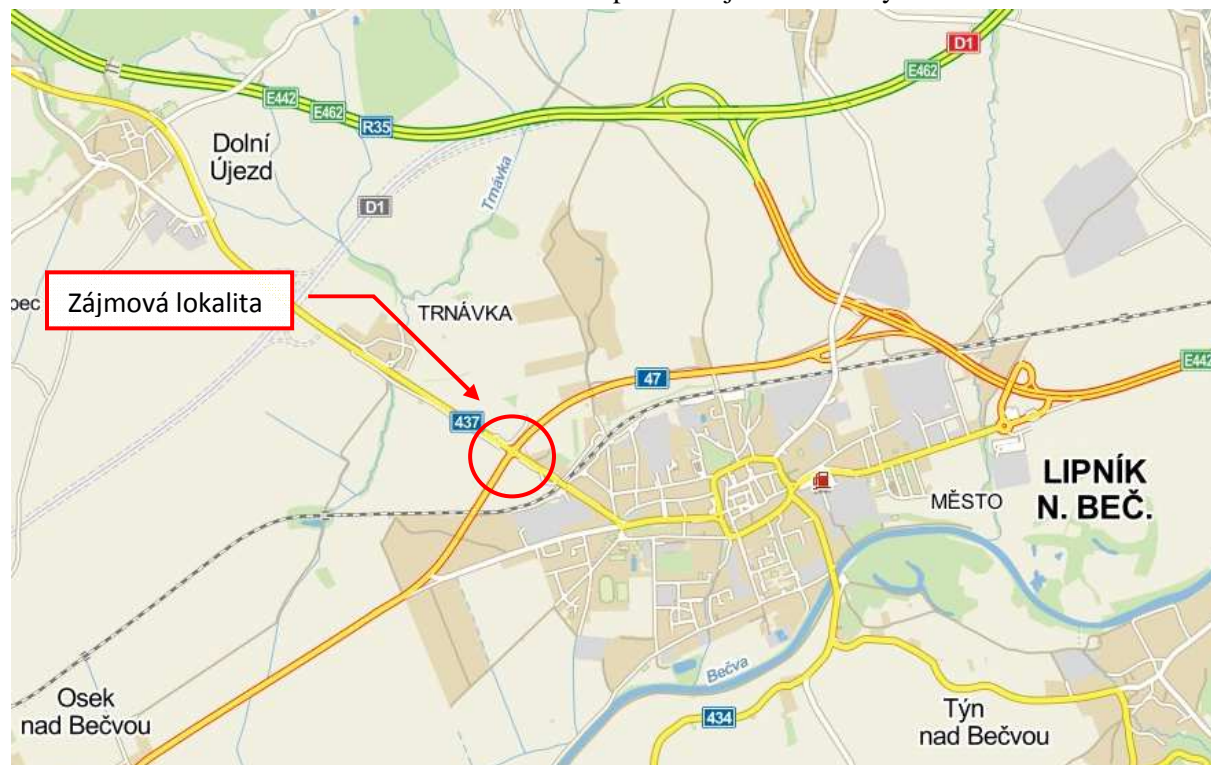 D1
E462
E442
E462
R35
Dolní
Újezd
Trnávka
D1
Zájmová lokalita
TRNÁVKA
47
E442
437
LIPNÍK
N. BEČ.
MĚSTO
Bečva
Osek
nad Bečvou
434
Týn
nad Bečvou